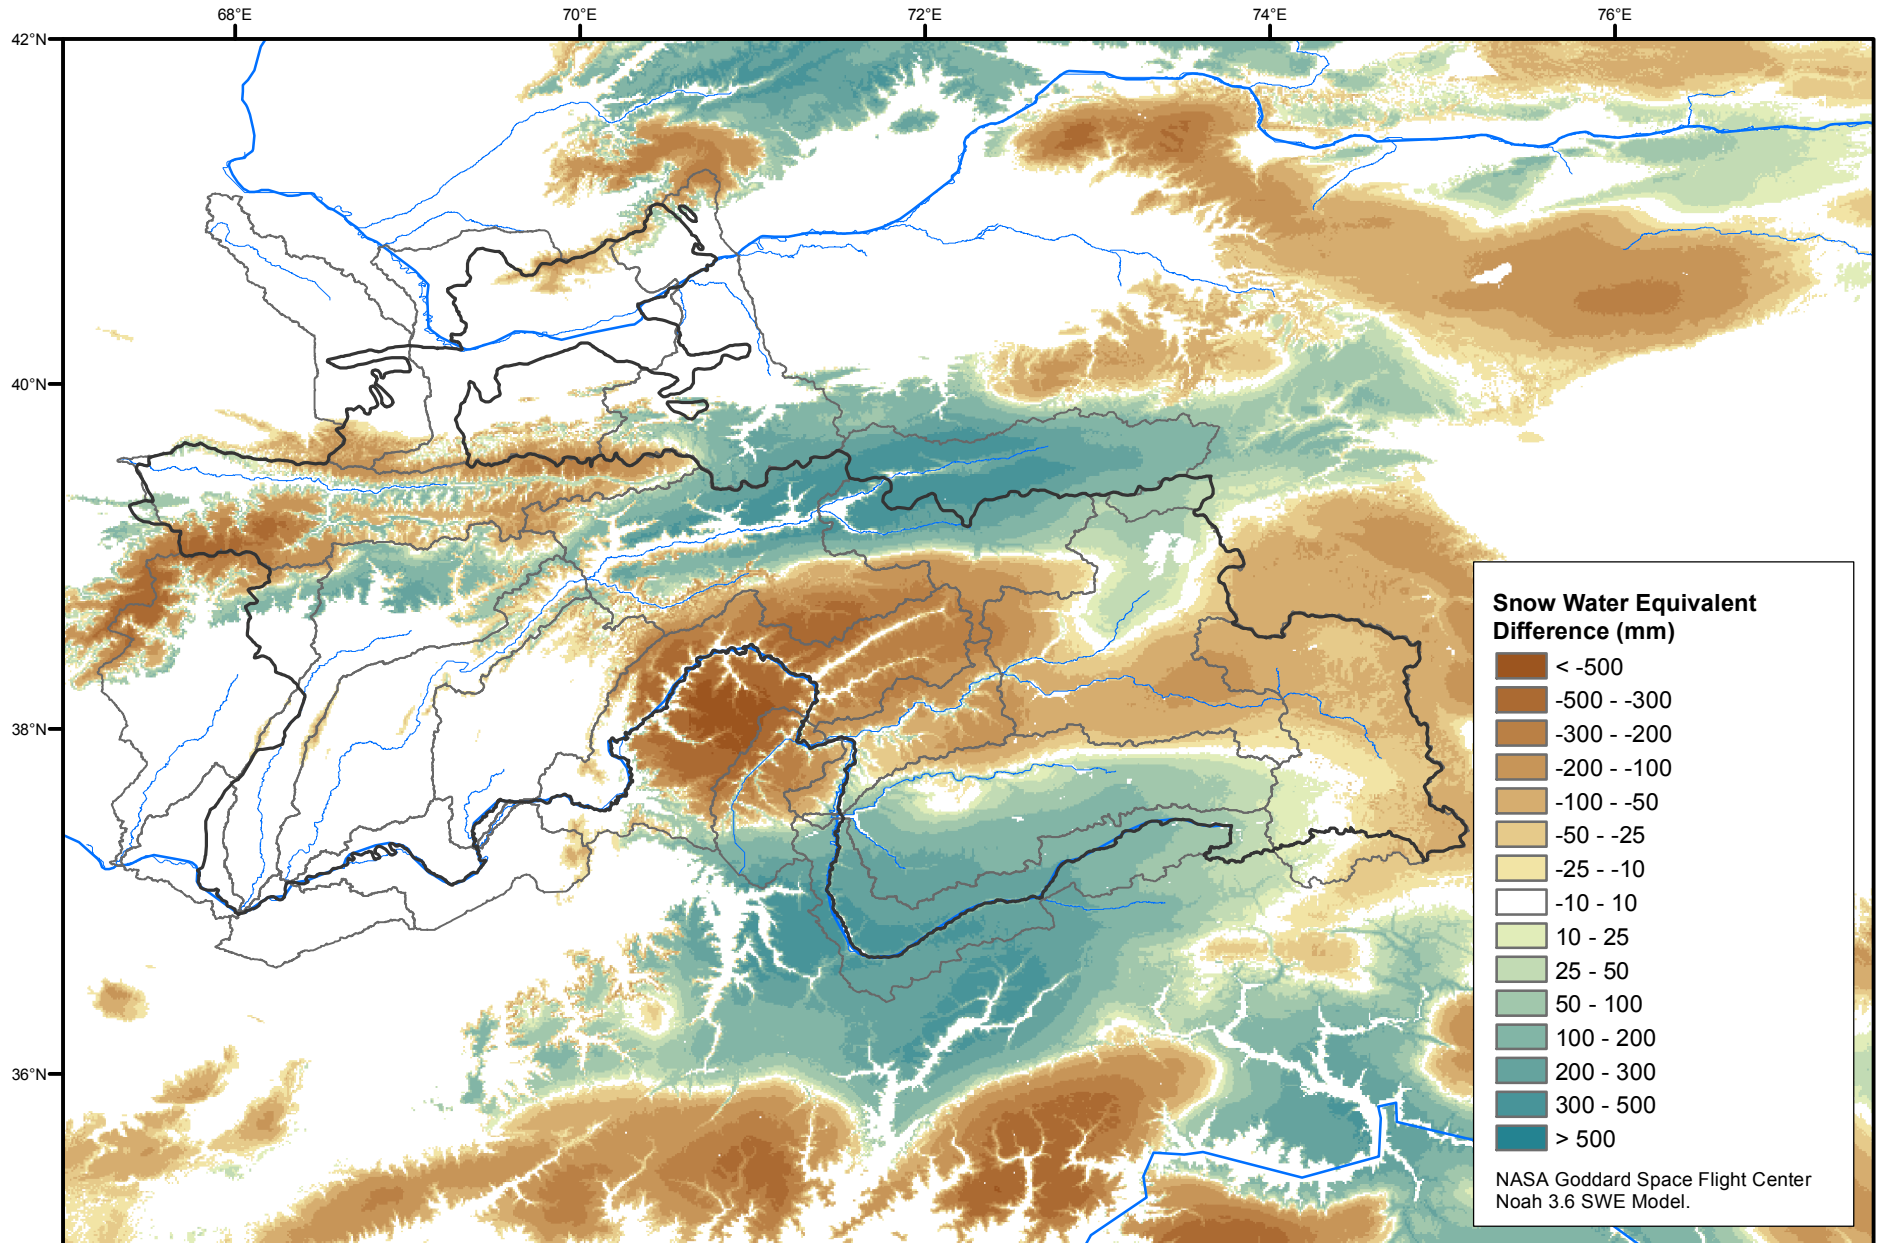 68°E 70°E 72°E 74°E 76°E
42°N
40°N
38°N
36°N
Snow Water Equivalent
Difference (mm)
< -500
-500 - -300
-300 - -200
-200 - -100
-100 - -50
-50 - -25
-25 - -10
-10 - 10
10 - 25
25 - 50
50 - 100
100 - 200
200 - 300
300 - 500
> 500
NASA Goddard Space Flight Center
Noah 3.6 SWE Model.